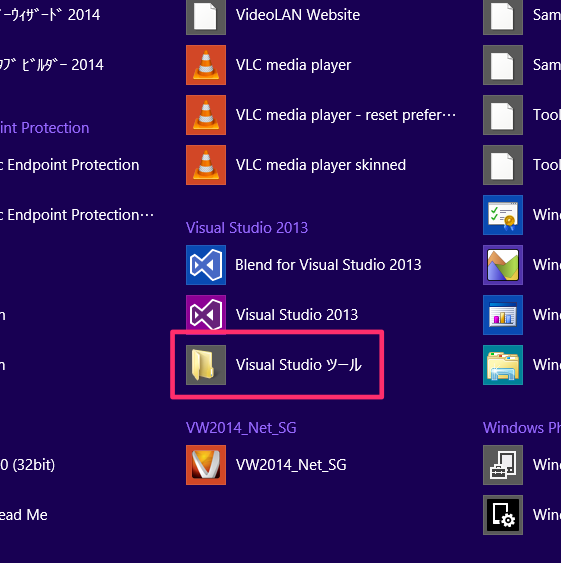 ｰｳｨｻﾞｰﾄﾞ 2014
ﾀﾌﾞ ﾋﾞﾙﾀﾞｰ 2014
int Protection
c Endpoint Protection
c Endpoint Protection…
0 (32bit)
ead Me
VideoLAN Website
VLC media player
VLC media player - reset prefer…
VLC media player skinned
Visual Studio 2013
Blend for Visual Studio 2013
Visual Studio 2013
Visual Studio ツール
VW2014_Net_SG
VW2014_Net_SG
Sam
Sam
Tool
Tool
Wind
Wind
Wind
Wind
Windows Ph
Wind
Wind